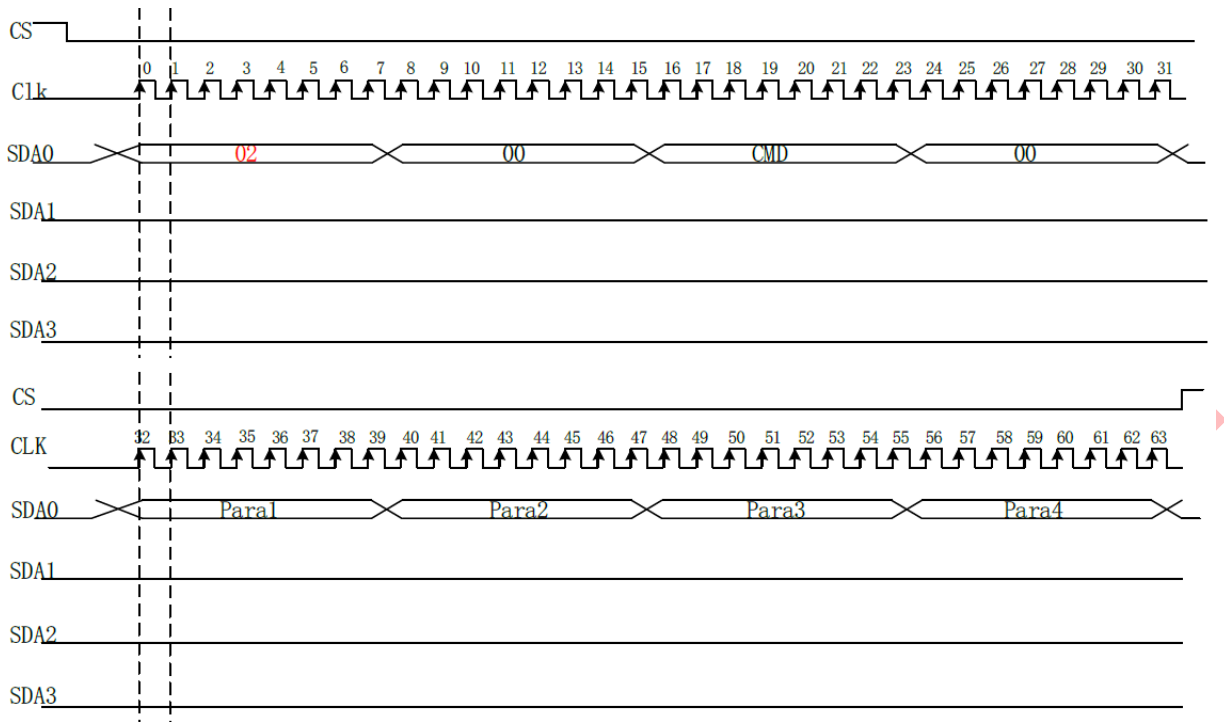 CS
0 1 2 3 4 5 6 7 8 9 10 11 12 13 14 15 16 17 18 19 20 21 22 23 24 25 26 27 28 29 30 31
Clk
SDA0 02 00 CMD 00
SDA1
SDA2
SDA3
CS
32 33 34 35 36 37 38 39 40 41 42 43 44 45 46 47 48 49 50 51 52 53 54 55 56 57 58 59 60 61 62 63
CLK
SDA0 Para1 Para2 Para3 Para4
SDA1
SDA2
SDA3